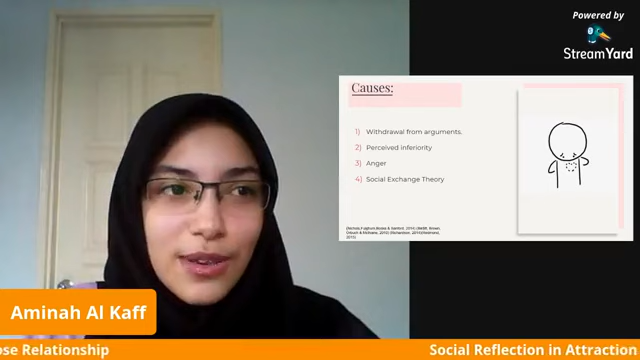 Powered by
StreamYard
Causes:
1) Withdrawal from arguments.
2) Perceived inferiority
3) Anger
4) Social Exchange Theory
Aminah Al Kaff
ose Relationship
Social Reflection in Attraction